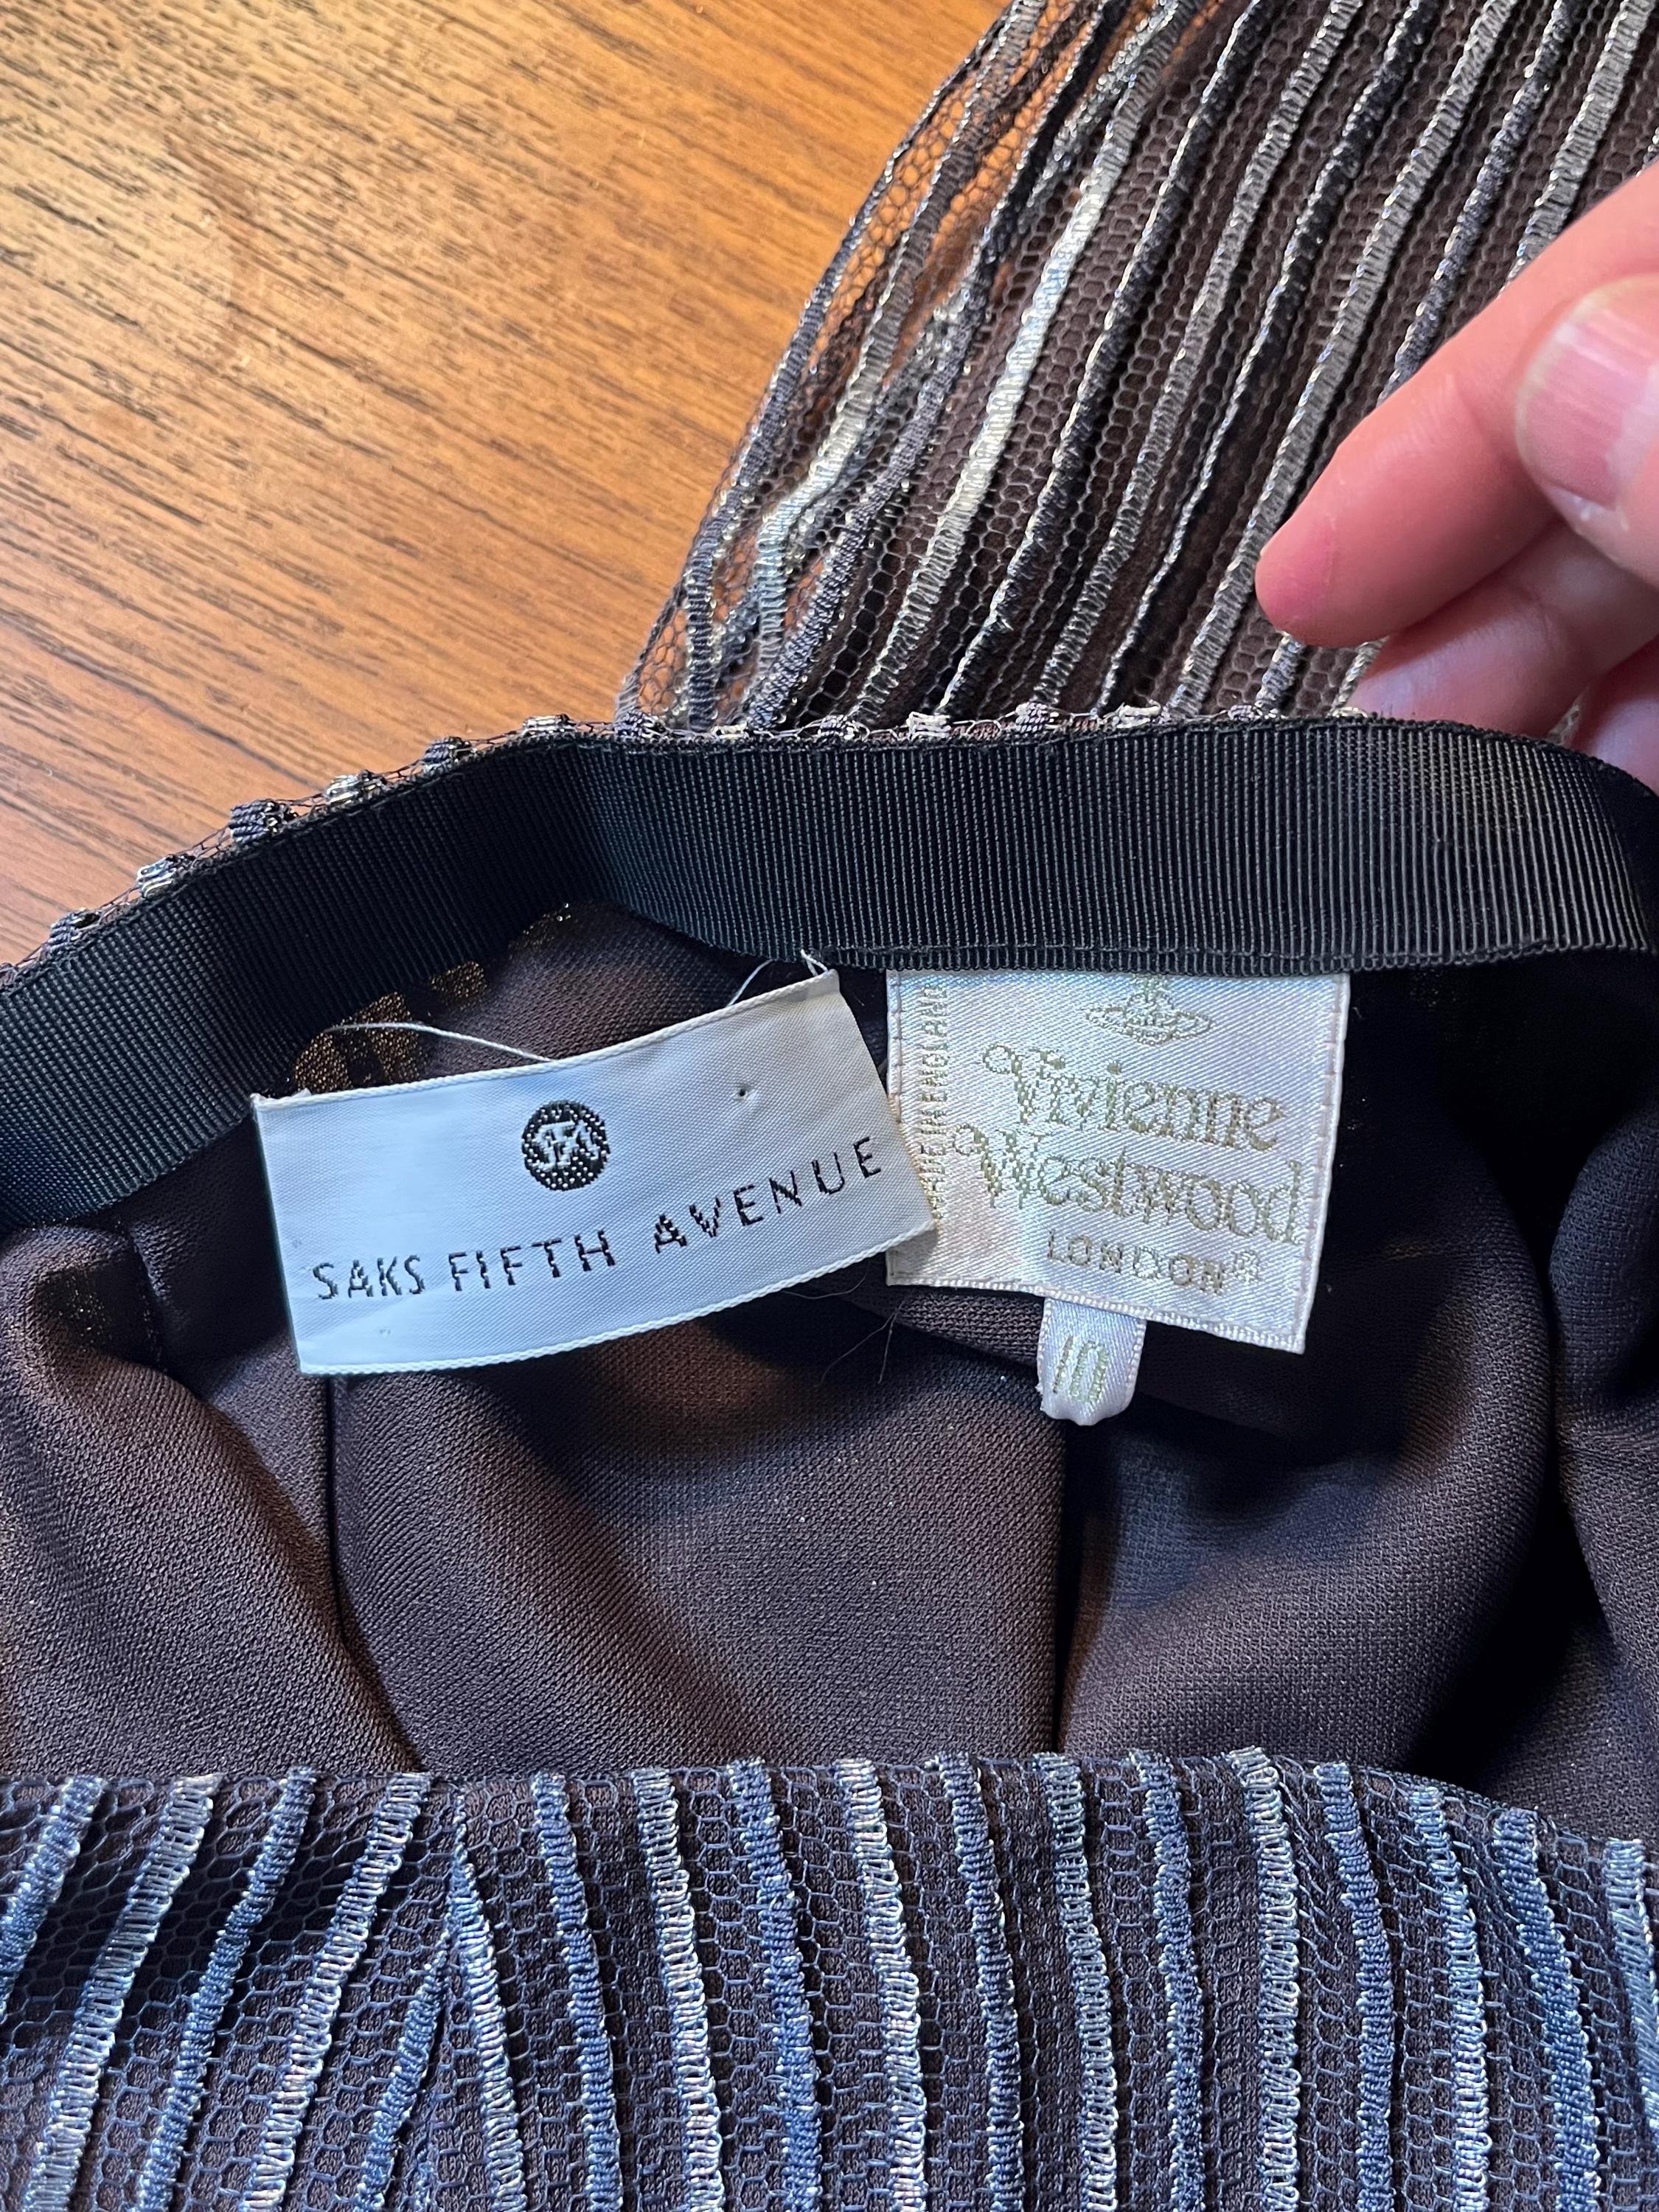 SFA
SAKS FIFTH AVENUE
MADE IN ENGLAND
Vivienne
Westwood
LONDON®
10